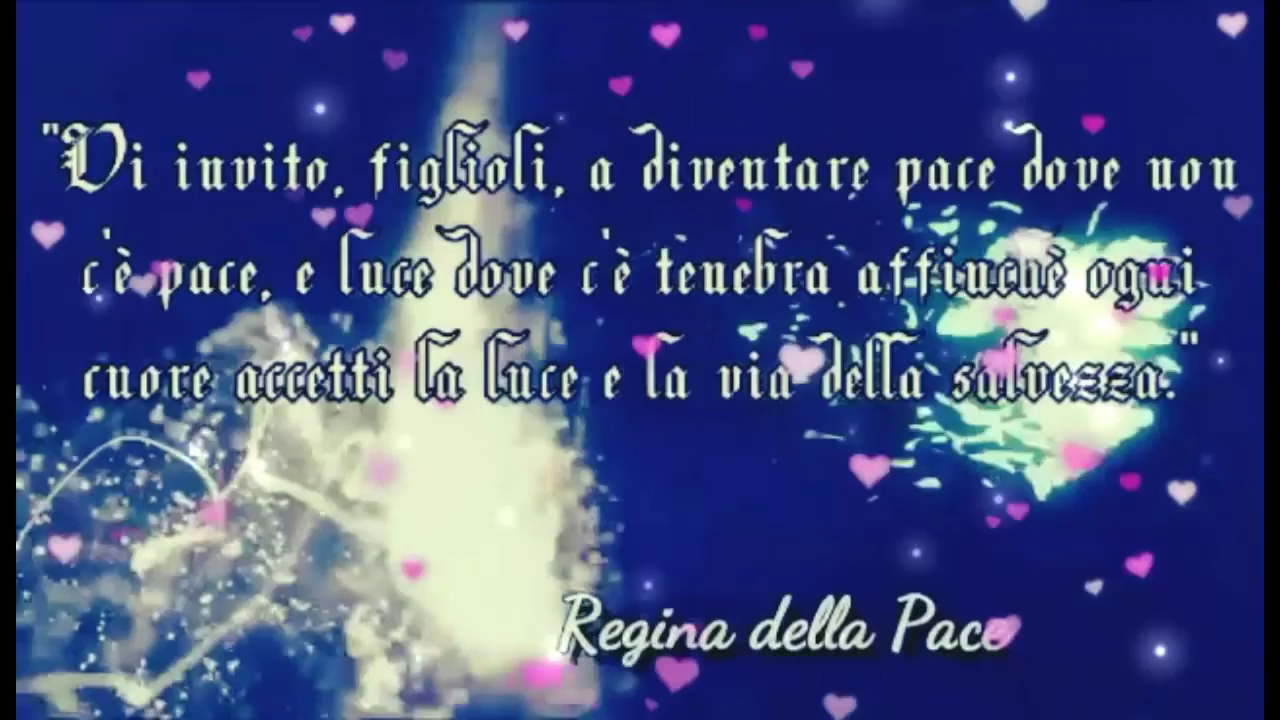 "Vi invito, figlioli, a diventare pace dove non
c'è pace, e luce dove c'è tenebra affinchè ogni
cuore accetti la luce e la via della salvezza."
Regina della Pace